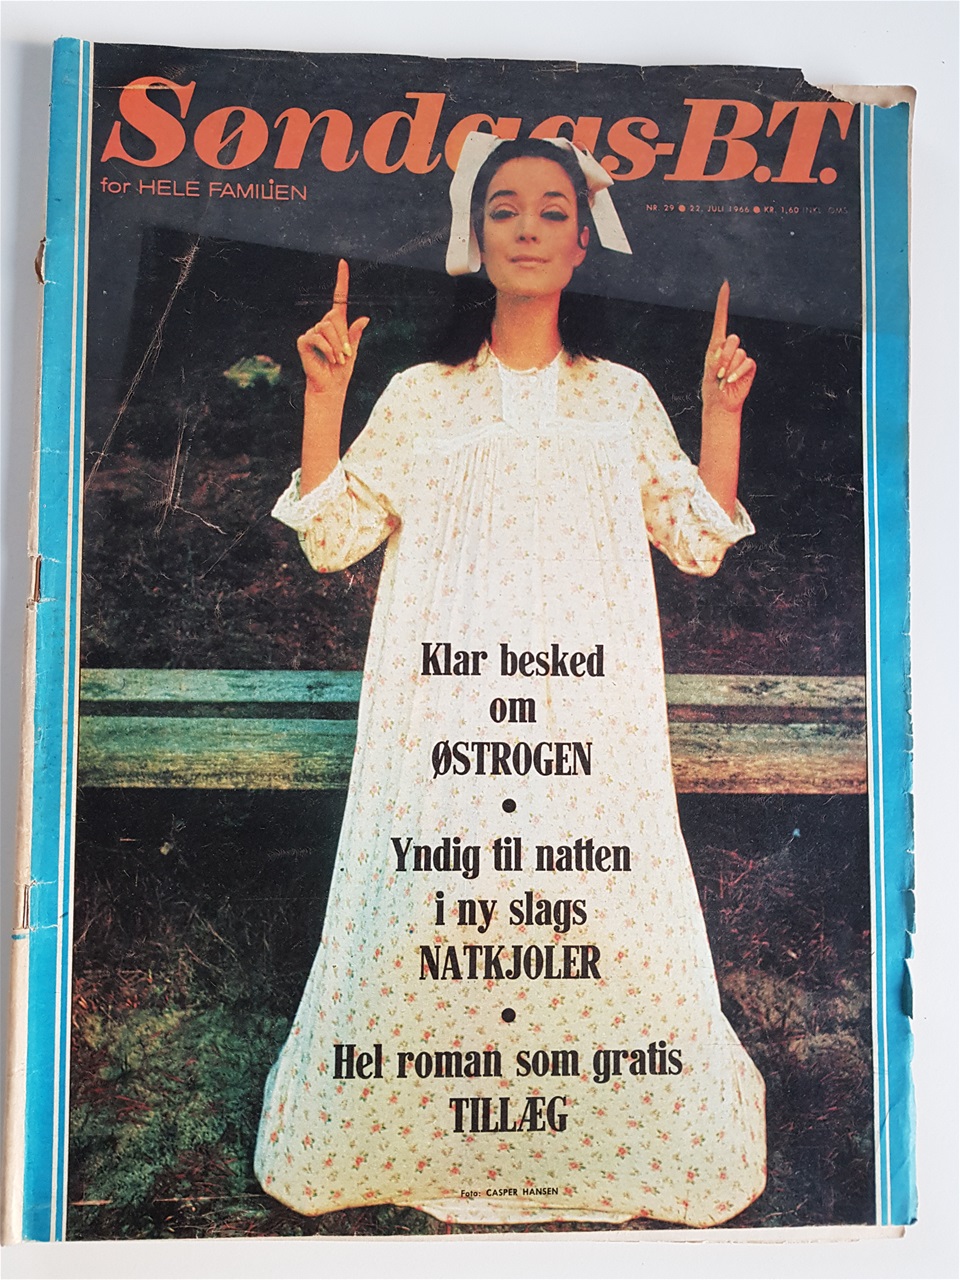 Søndags-B.T.
for HELE FAMILIEN
NR. 29 ● 22. JULI 1966 ● KR. 1,60 INKL. OMS.
Klar besked
om
ØSTROGEN
●
Yndig til natten
i ny slags
NATKJOLER
●
Hel roman som gratis
TILLÆG
Foto: CASPER HANSEN